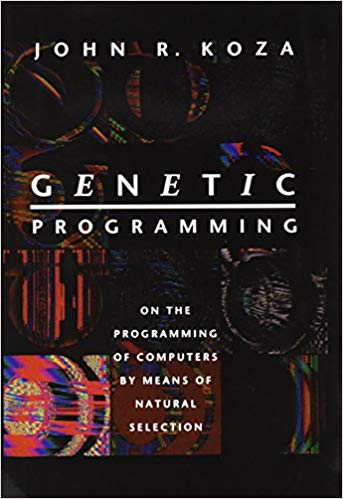 JOHN R. KOZA
GENETIC
PROGRAMMING
ON THE
PROGRAMMING
OF COMPUTERS
BY MEANS OF
NATURAL
SELECTION